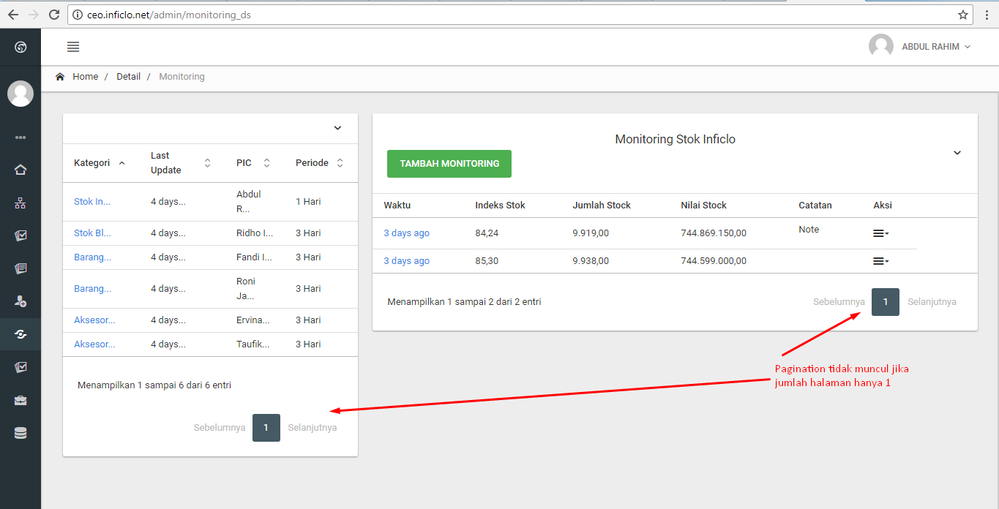 ceo.inficlo.net/admin/monitoring_ds
ABDUL RAHIM
Home / Detail / Monitoring
Kategori Last Update PIC Periode
Stok In... 4 days... Abdul R... 1 Hari
Stok Bl... 4 days... Ridho I... 3 Hari
Barang... 4 days... Fandi I... 3 Hari
Barang... 4 days... Roni Ja... 3 Hari
Aksesor... 4 days... Ervina... 3 Hari
Aksesor... 4 days... Taufik... 3 Hari
Menampilkan 1 sampai 6 dari 6 entri
Sebelumnya 1 Selanjutnya
Monitoring Stok Inficlo
TAMBAH MONITORING
Waktu Indeks Stok Jumlah Stock Nilai Stock Catatan Aksi
3 days ago 84,24 9.919,00 744.869.150,00 Note
3 days ago 85,30 9.938,00 744.599.000,00
Menampilkan 1 sampai 2 dari 2 entri
Sebelumnya 1 Selanjutnya
Pagination tidak muncul jika
jumlah halaman hanya 1